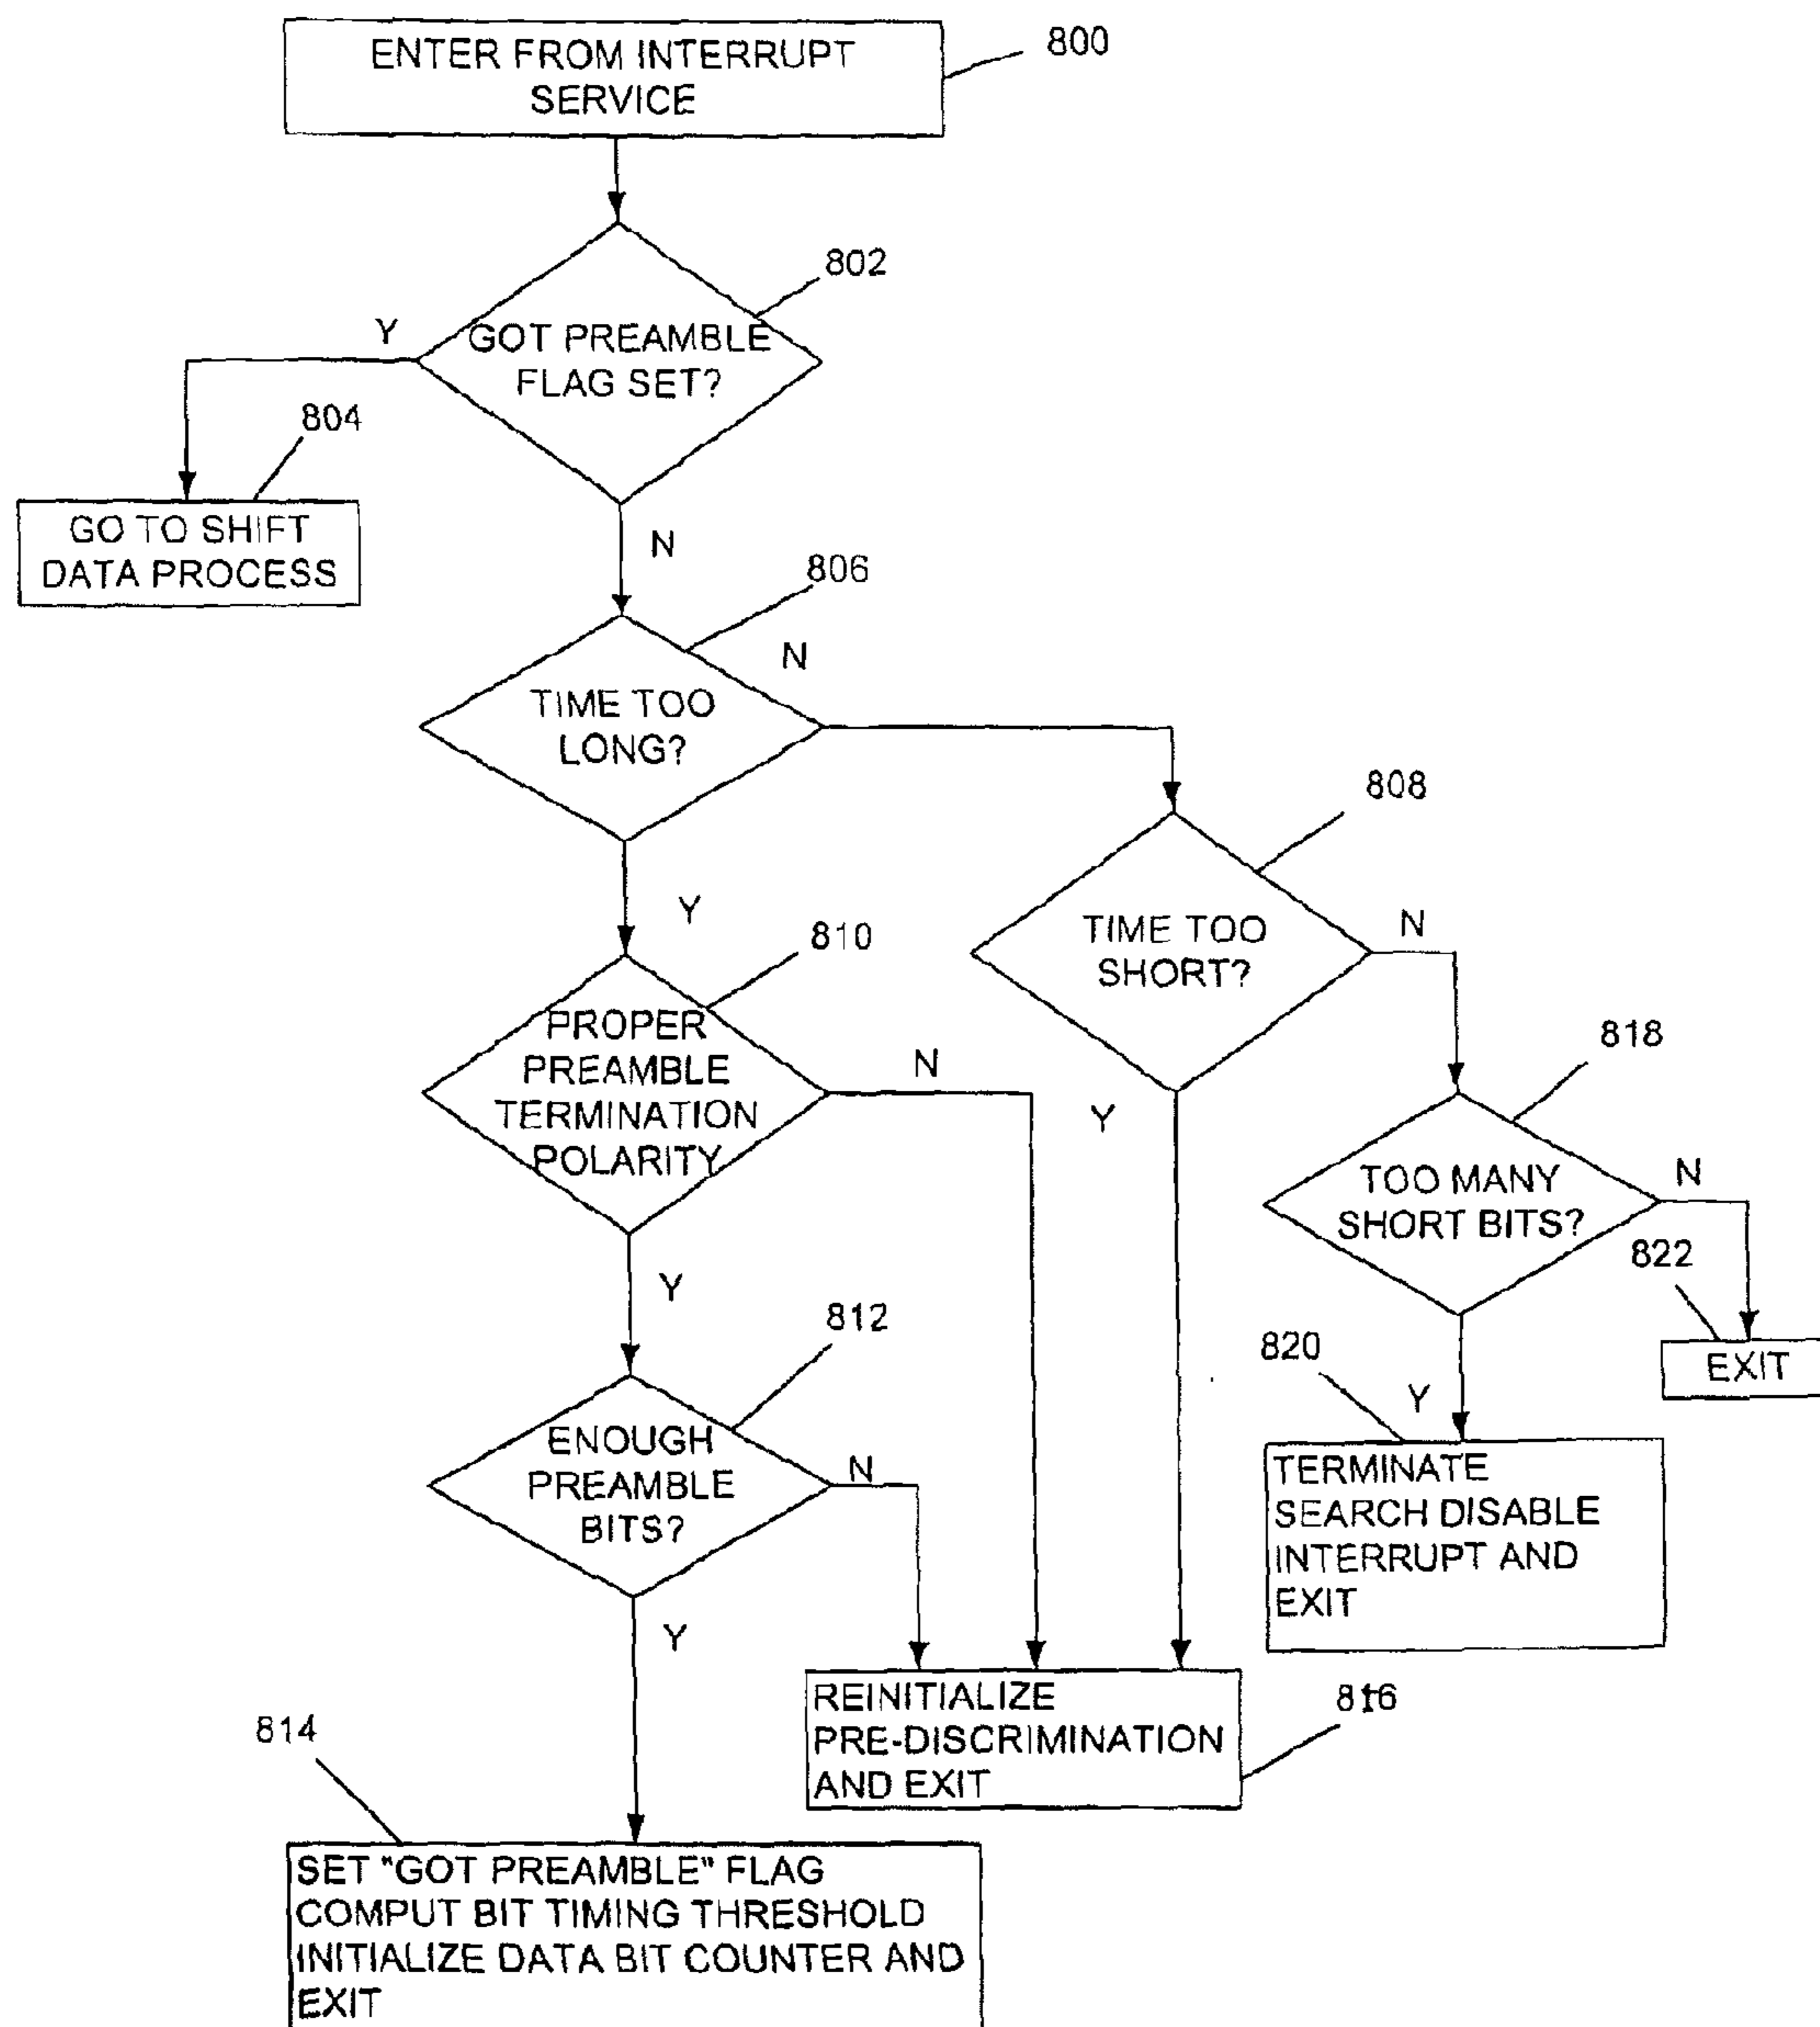 ENTER FROM INTERRUPT
SERVICE
800
802
Y
GOT PREAMBLE
FLAG SET?
804
GO TO SHIFT
DATA PROCESS
N
806
N
TIME TOO
LONG?
808
Y
TIME TOO
SHORT?
N
810
PROPER
PREAMBLE
TERMINATION
POLARITY
N
Y
818
TOO MANY
SHORT BITS?
N
822
EXIT
Y
812
820
Y
ENOUGH
PREAMBLE
BITS?
N
TERMINATE
SEARCH DISABLE
INTERRUPT AND
EXIT
Y
REINITIALIZE
PRE-DISCRIMINATION
AND EXIT
816
814
SET "GOT PREAMBLE" FLAG
COMPUT BIT TIMING THRESHOLD
INITIALIZE DATA BIT COUNTER AND
EXIT